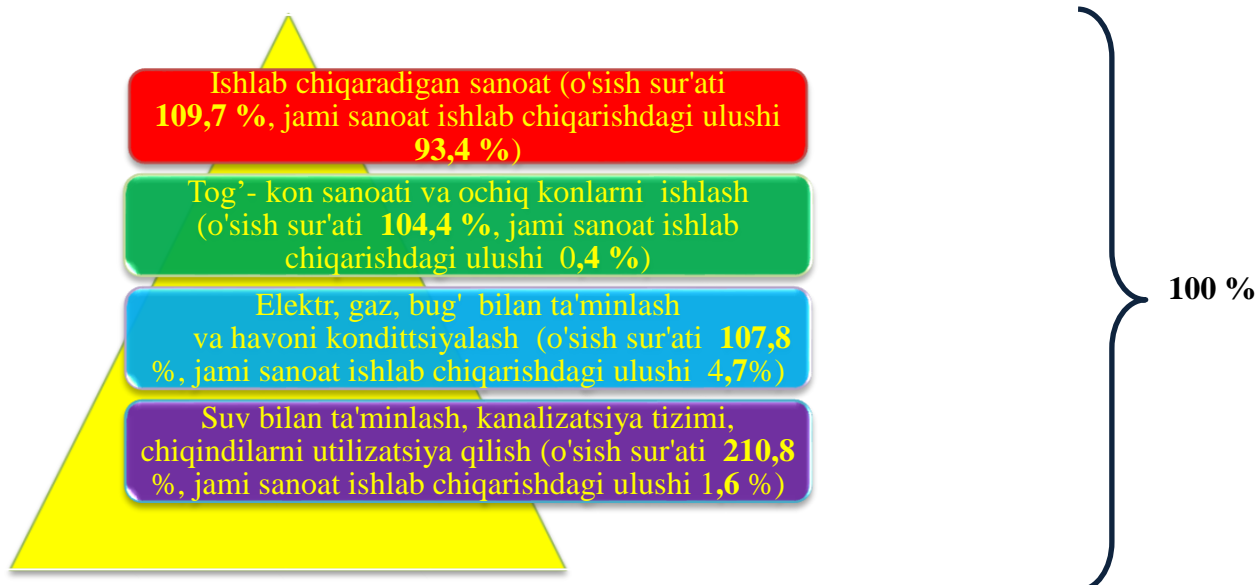 Ishlab chiqaradigan sanoat (o'sish sur'ati
109,7 %, jami sanoat ishlab chiqarishdagi ulushi
93,4 %)
Tog’- kon sanoati va ochiq konlarni ishlash
(o'sish sur'ati 104,4 %, jami sanoat ishlab
chiqarishdagi ulushi 0,4 %)
Elektr, gaz, bug' bilan ta'minlash
va havoni kondittsiyalash (o'sish sur'ati 107,8
%, jami sanoat ishlab chiqarishdagi ulushi 4,7%)
Suv bilan ta'minlash, kanalizatsiya tizimi,
chiqindilarni utilizatsiya qilish (o'sish sur'ati 210,8
%, jami sanoat ishlab chiqarishdagi ulushi 1,6 %)
100 %